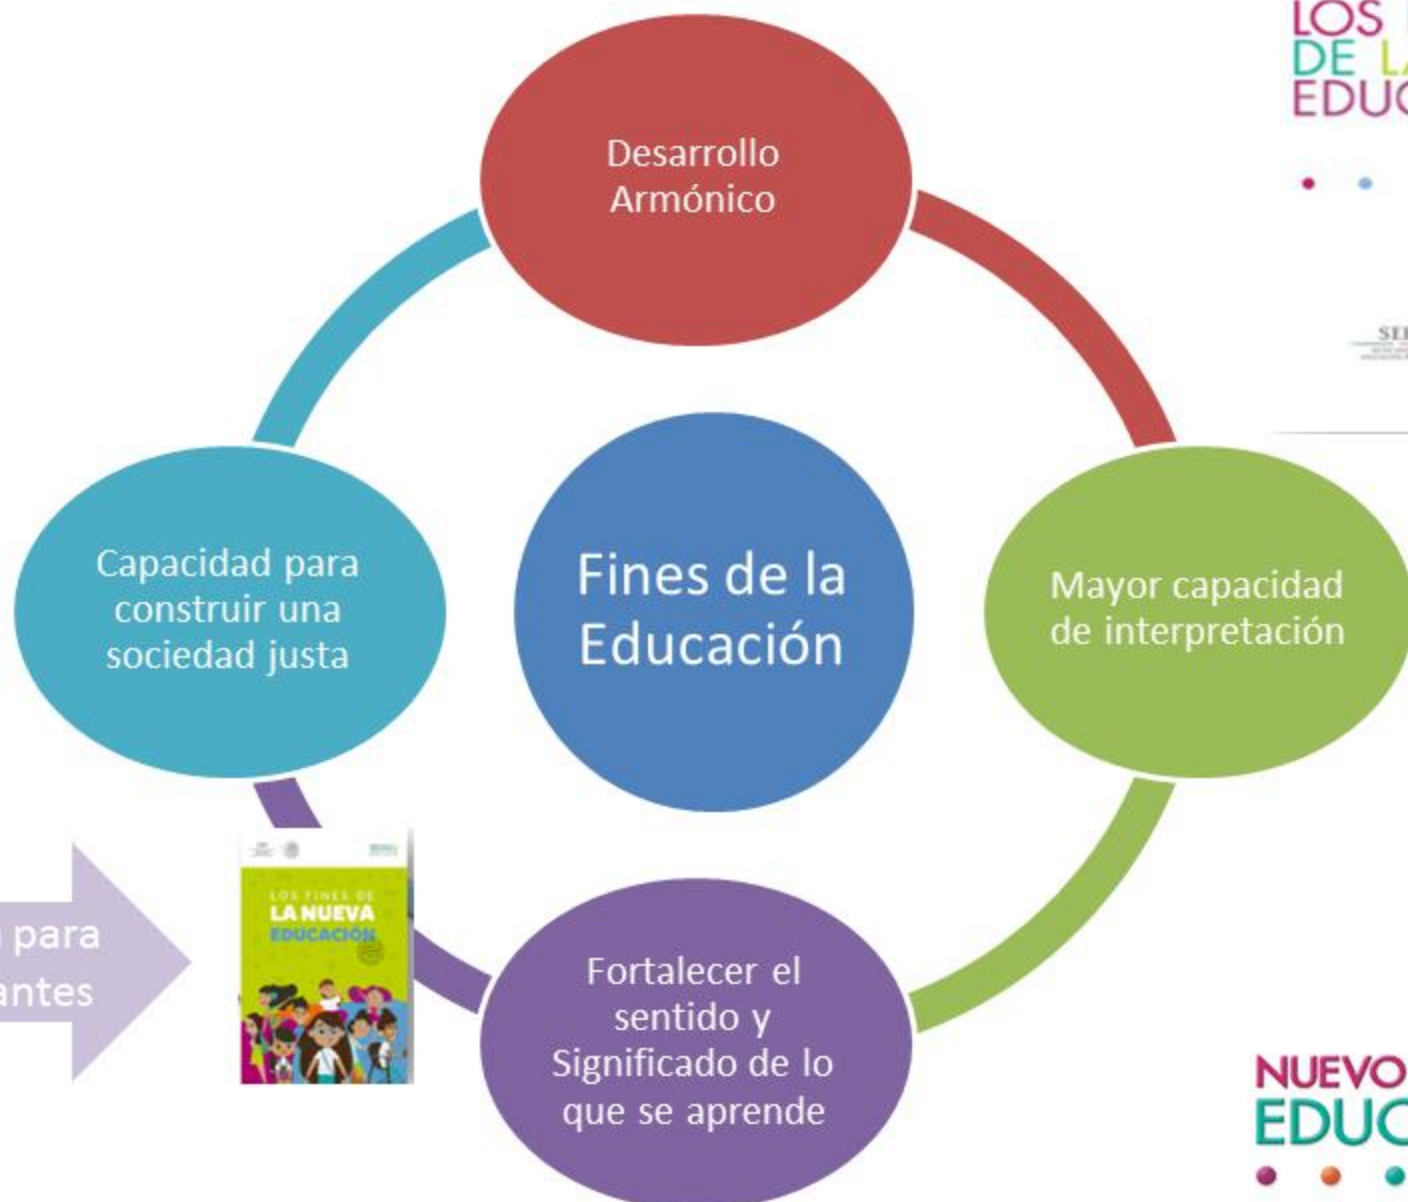 LOS
DE LA
EDUC
Desarrollo
Armónico
SEP
Capacidad para
construir una
sociedad justa
Fines de la
Educación
Mayor capacidad
de interpretación
para
antes
LOS FINES DE
LA NUEVA
EDUCACIÓN
Fortalecer el
sentido y
Significado de lo
que se aprende
NUEVO
EDUC